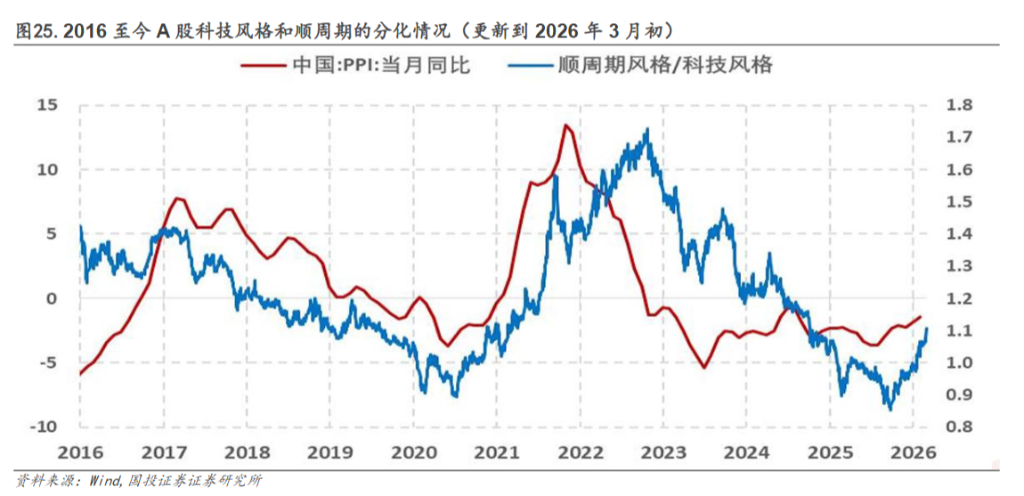 图25. 2016 至今 A 股科技风格和顺周期的分化情况（更新到 2026 年 3 月初）
中国:PPI:当月同比 顺周期风格/科技风格
15 1.8
1.7
10 1.6
1.5
5 1.4
1.3
0 1.2
1.1
-5 1.0
0.9
-10 0.8
2016 2017 2018 2019 2020 2021 2022 2023 2024 2025 2026
资料来源：Wind,国投证券证券研究所